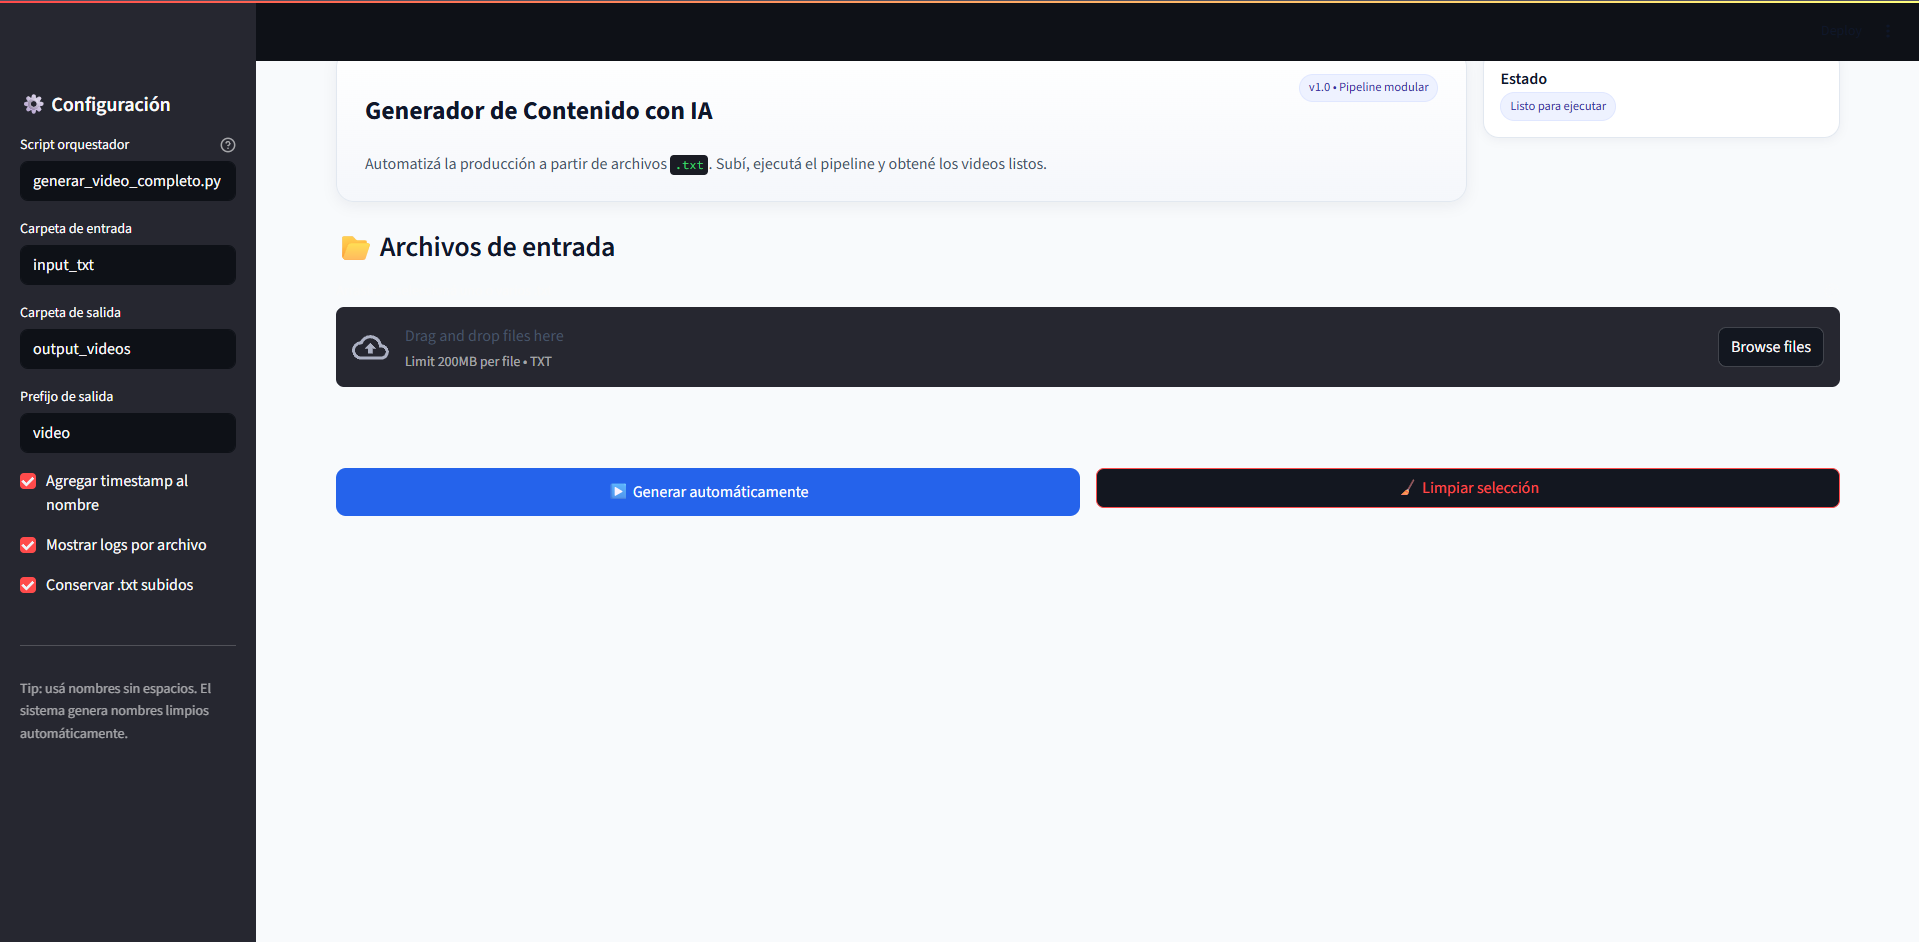 Configuración
Script orquestador
generar_video_completo.py
Carpeta de entrada
input_txt
Carpeta de salida
output_videos
Prefijo de salida
video
Agregar timestamp al
nombre
Mostrar logs por archivo
Conservar .txt subidos
Tip: usá nombres sin espacios. El
sistema genera nombres limpios
automáticamente.
v1.0 • Pipeline modular
Generador de Contenido con IA
Automatizá la producción a partir de archivos .txt. Subí, ejecutá el pipeline y obtené los videos listos.
Estado
Listo para ejecutar
Archivos de entrada
Drag and drop files here
Limit 200MB per file • TXT
Browse files
Generar automáticamente
Limpiar selección